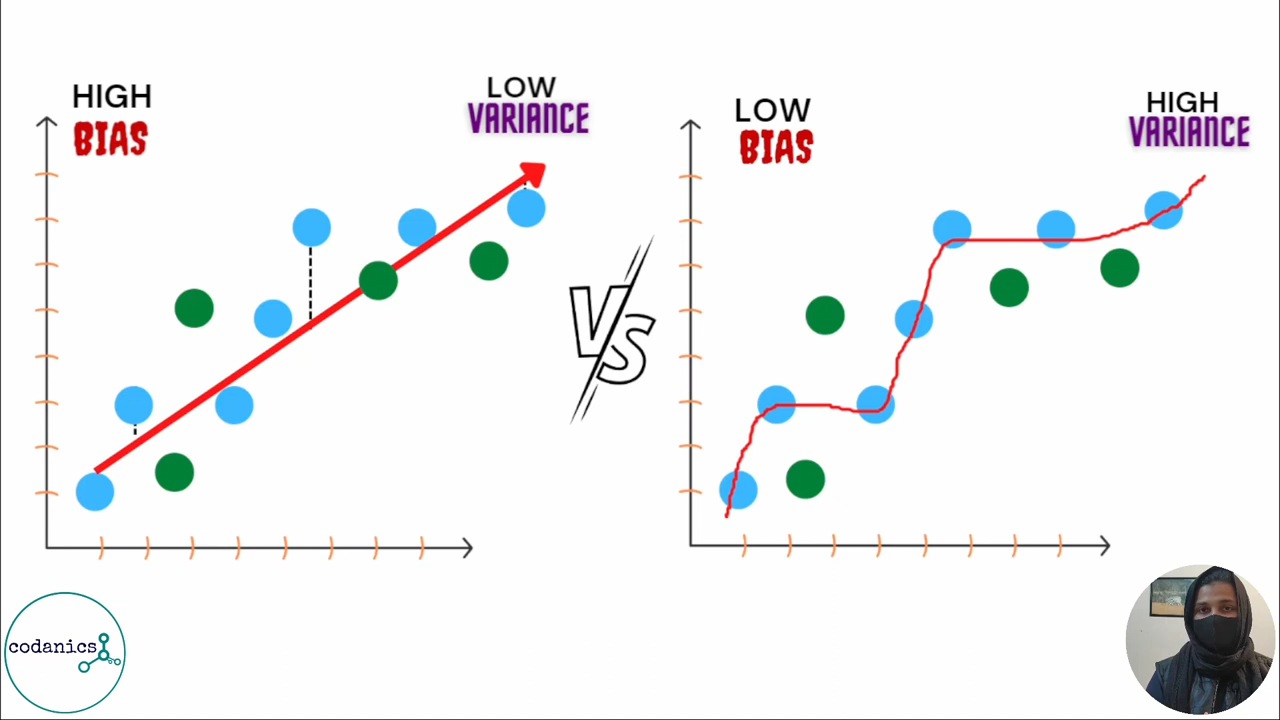 HIGH
BIAS
LOW
VARIANCE
VS
LOW
BIAS
HIGH
VARIANCE
codanics